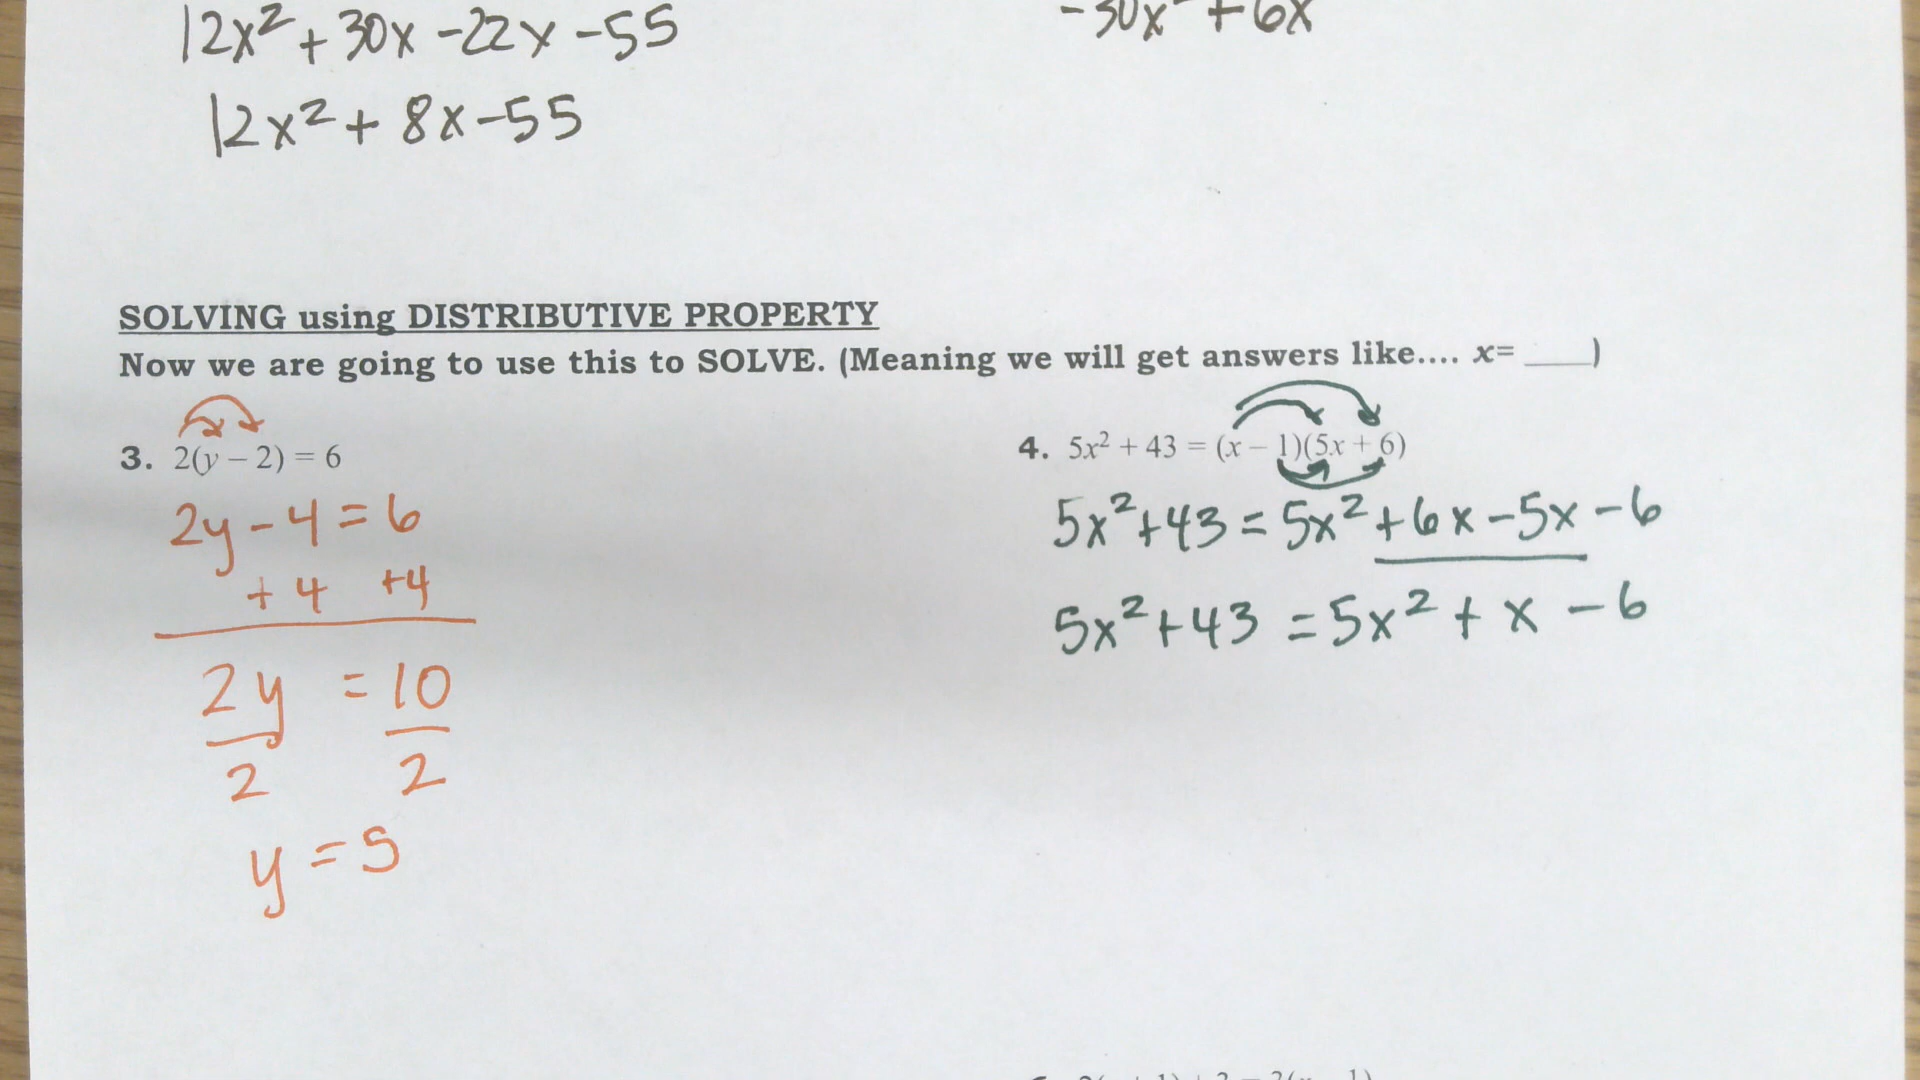 12x² + 30x - 22x - 55
12x² + 8x - 55
-30x² + 6x
SOLVING using DISTRIBUTIVE PROPERTY
Now we are going to use this to SOLVE. (Meaning we will get answers like.... x= ____)
3. 2(y – 2) = 6
2y - 4 = 6
+ 4 +4
2y = 10
2 2
y = 5
4. 5x² + 43 = (x – 1)(5x + 6)
5x² + 43 = 5x² + 6x - 5x - 6
5x² + 43 = 5x² + x - 6